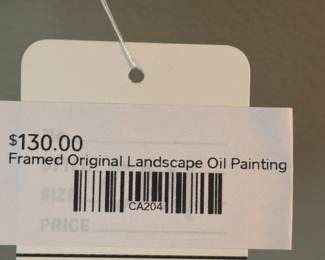 $130.00
Framed Original Landscape Oil Painting
CA204
SIZE
PRICE